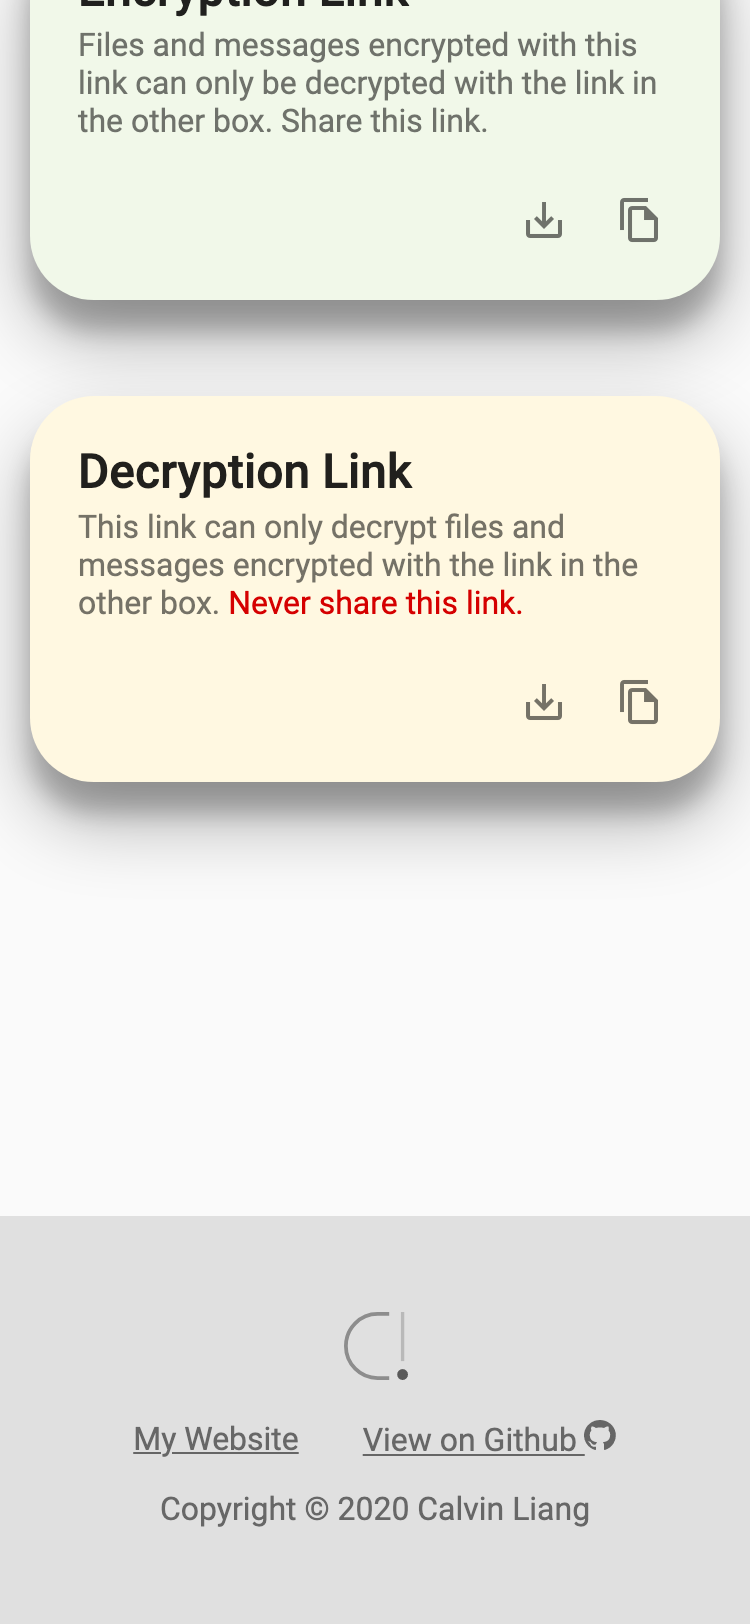 Encryption Link
Files and messages encrypted with this
link can only be decrypted with the link in
the other box. Share this link.
Decryption Link
This link can only decrypt files and
messages encrypted with the link in the
other box. Never share this link.
My Website View on Github
Copyright © 2020 Calvin Liang